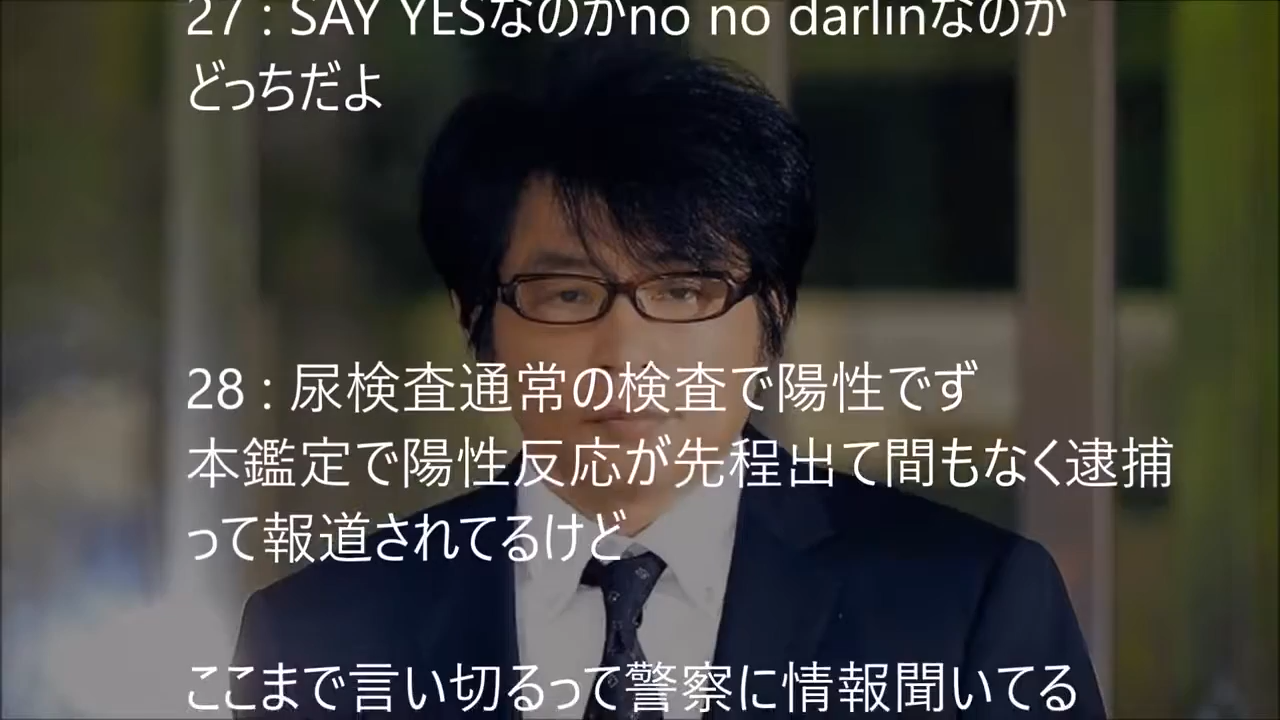 27 : SAY YESなのかno no darlinなのか
どっちだよ
28 : 尿検査通常の検査で陽性でず
本鑑定で陽性反応が先程出て間もなく逮捕
って報道されてるけど
ここまで言い切るって警察に情報聞いてる